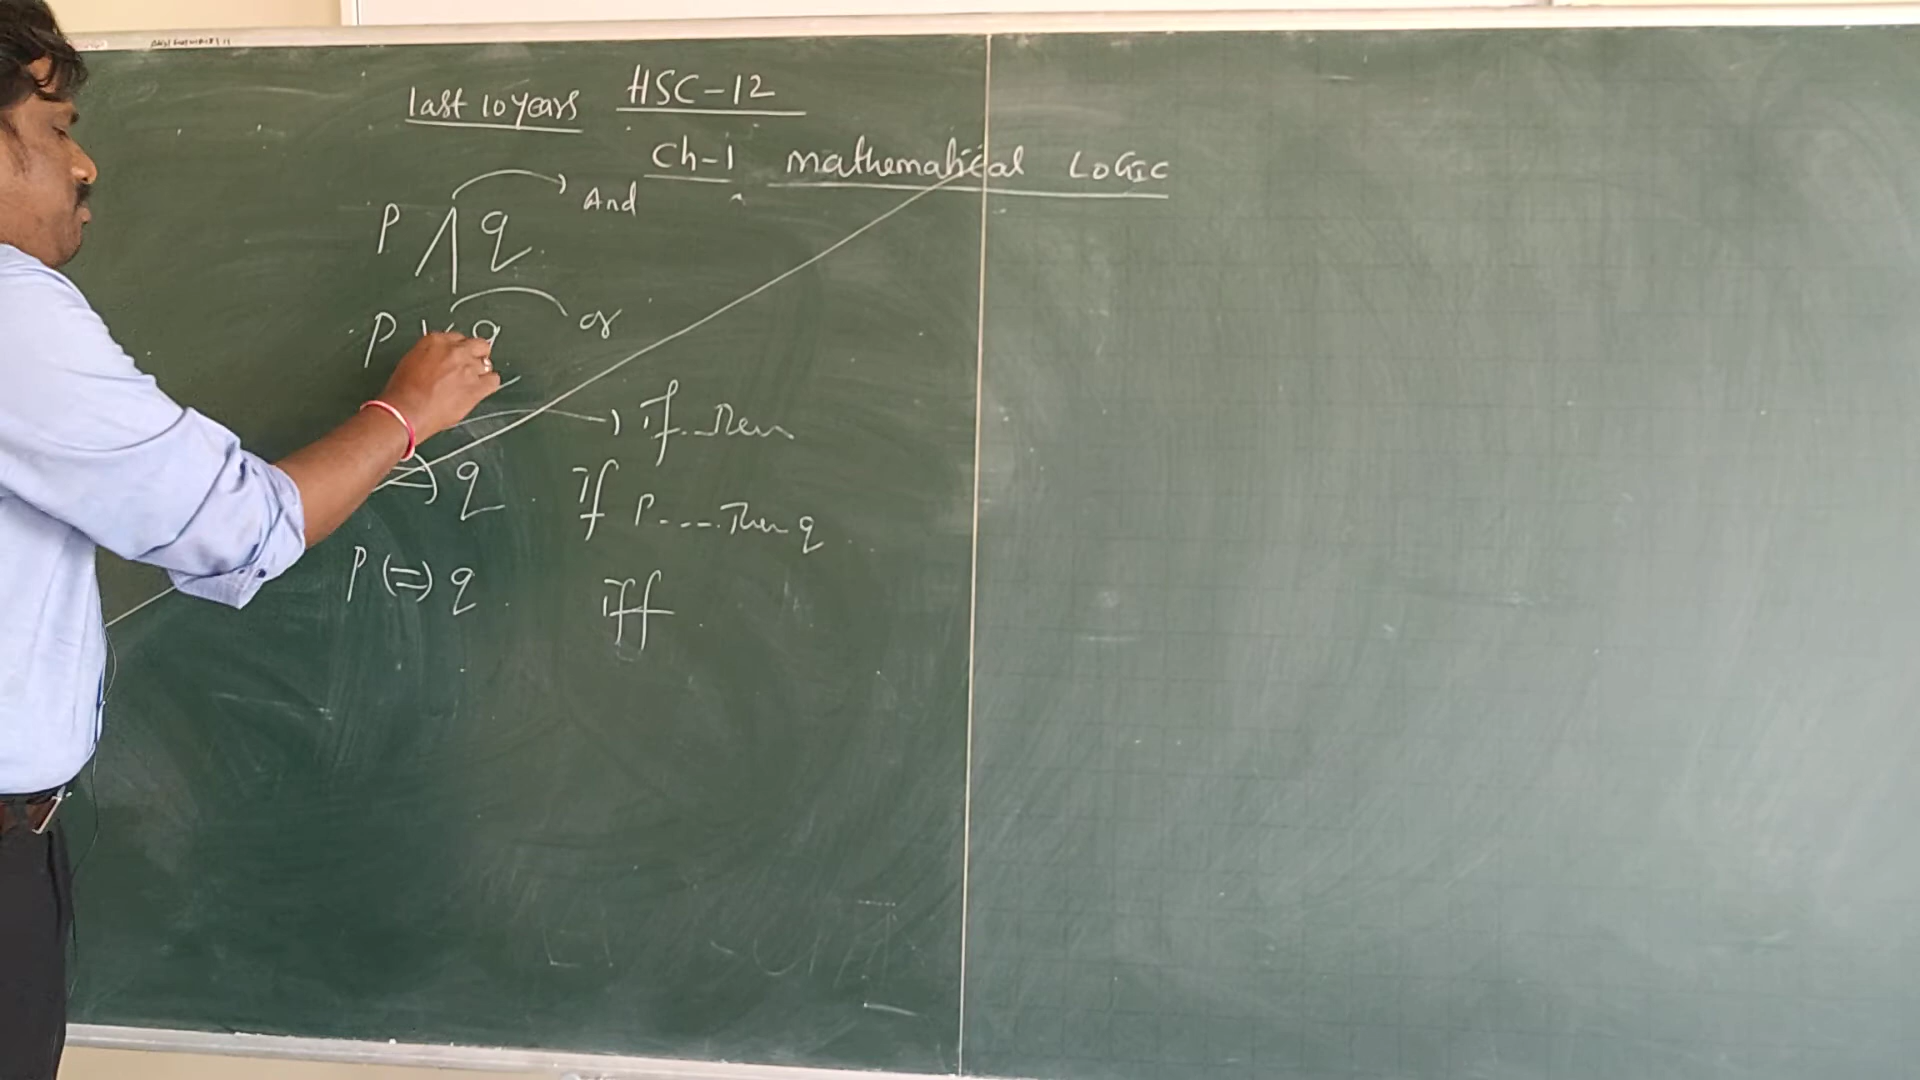 last 10 years HSC-12
Ch-1 mathematical LOGIC
P ∧ q And
P ∨ q or
q If...Then
If P....Then q
P (=) q iff